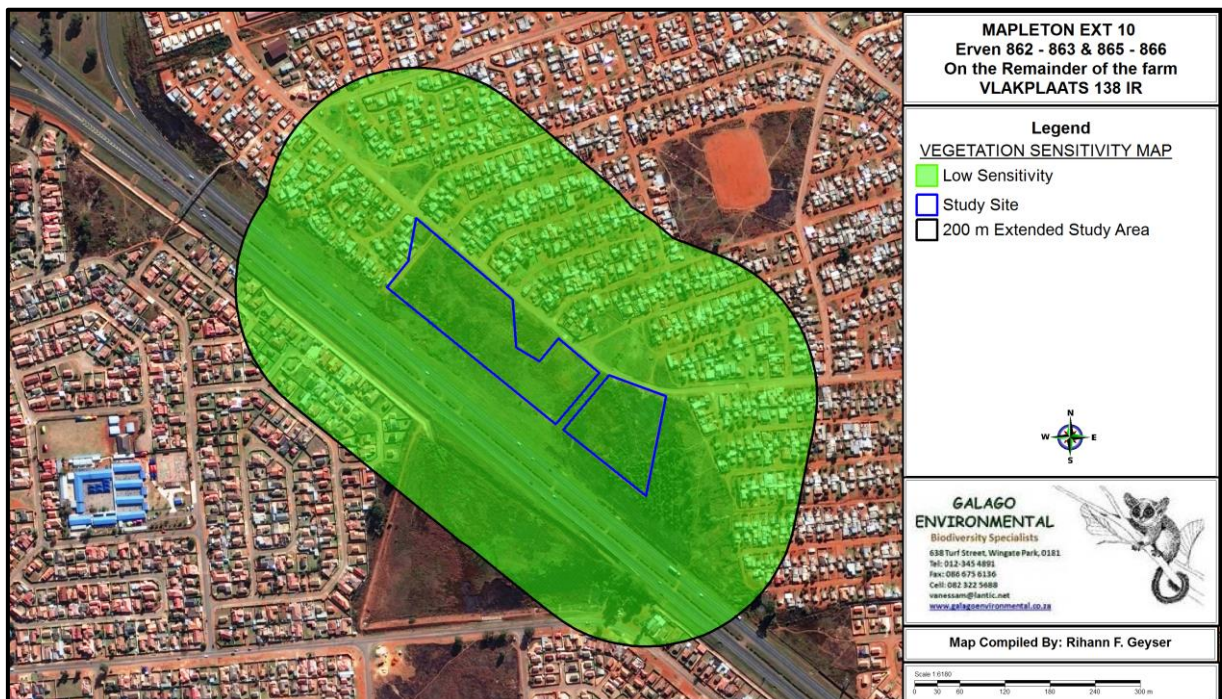 MAPLETON EXT 10
Erven 862 - 863 & 865 - 866
On the Remainder of the farm
VLAKPLAATS 138 IR
Legend
VEGETATION SENSITIVITY MAP
Low Sensitivity
Study Site
200 m Extended Study Area
N
W E
S
GALAGO
ENVIRONMENTAL
Biodiversity Specialists
638 Turf Street, Wingate Park, 0181
Tel: 012-345 4891
Fax: 086 675 6136
Cell: 082 322 5688
vanessam@lantic.net
www.galagoenvironmental.co.za
Map Compiled By: Rihann F. Geyser
Scale 1:6180
0 30 60 120 180 240 300 m